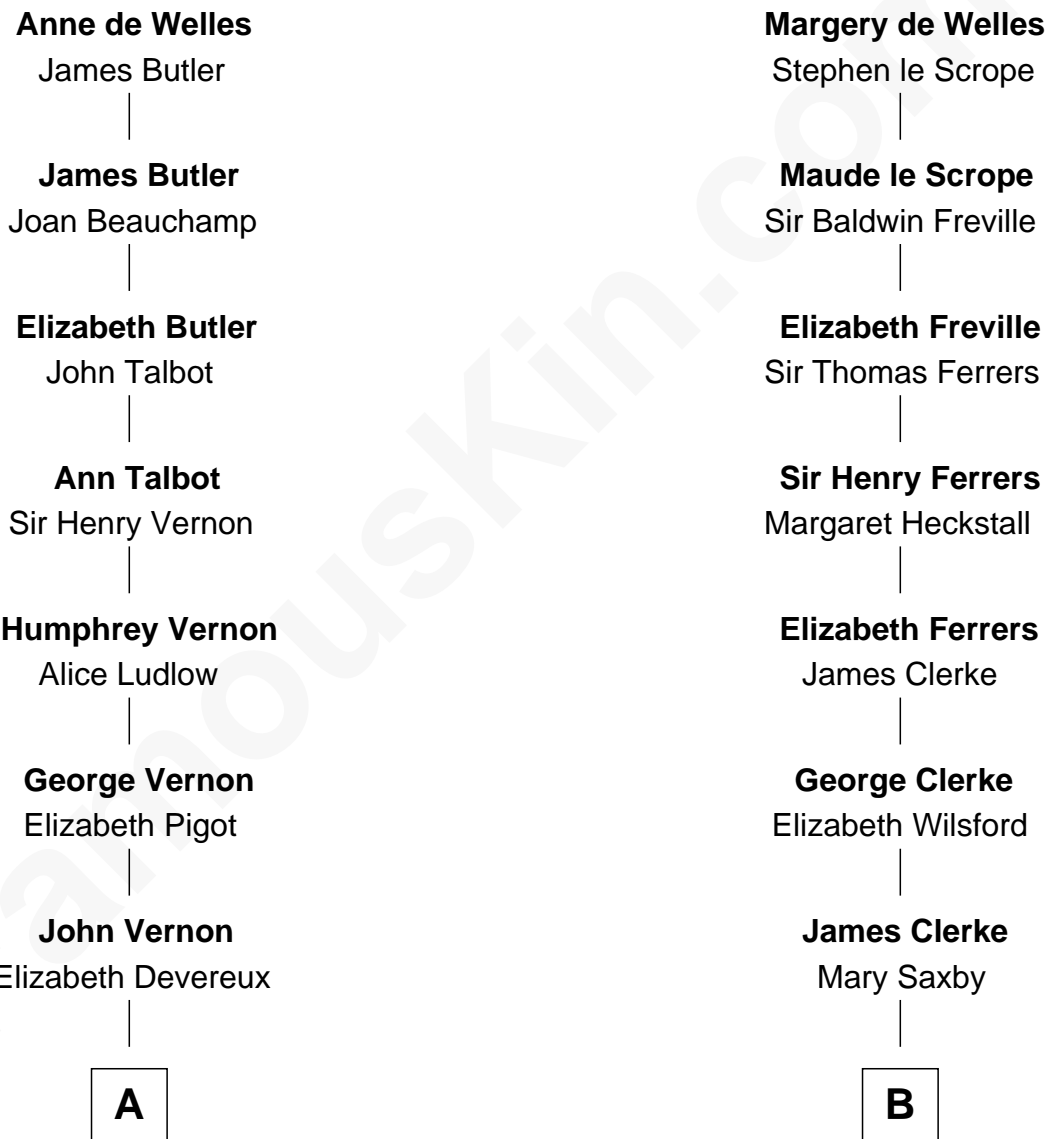 Anne de Welles
James Butler
James Butler
Joan Beauchamp
Elizabeth Butler
John Talbot
Ann Talbot
Sir Henry Vernon
Humphrey Vernon
Alice Ludlow
George Vernon
Elizabeth Pigot
John Vernon
Elizabeth Devereux
A
Margery de Welles
Stephen le Scrope
Maude le Scrope
Sir Baldwin Freville
Elizabeth Freville
Sir Thomas Ferrers
Sir Henry Ferrers
Margaret Heckstall
Elizabeth Ferrers
James Clerke
George Clerke
Elizabeth Wilsford
James Clerke
Mary Saxby
B
amouskin.com